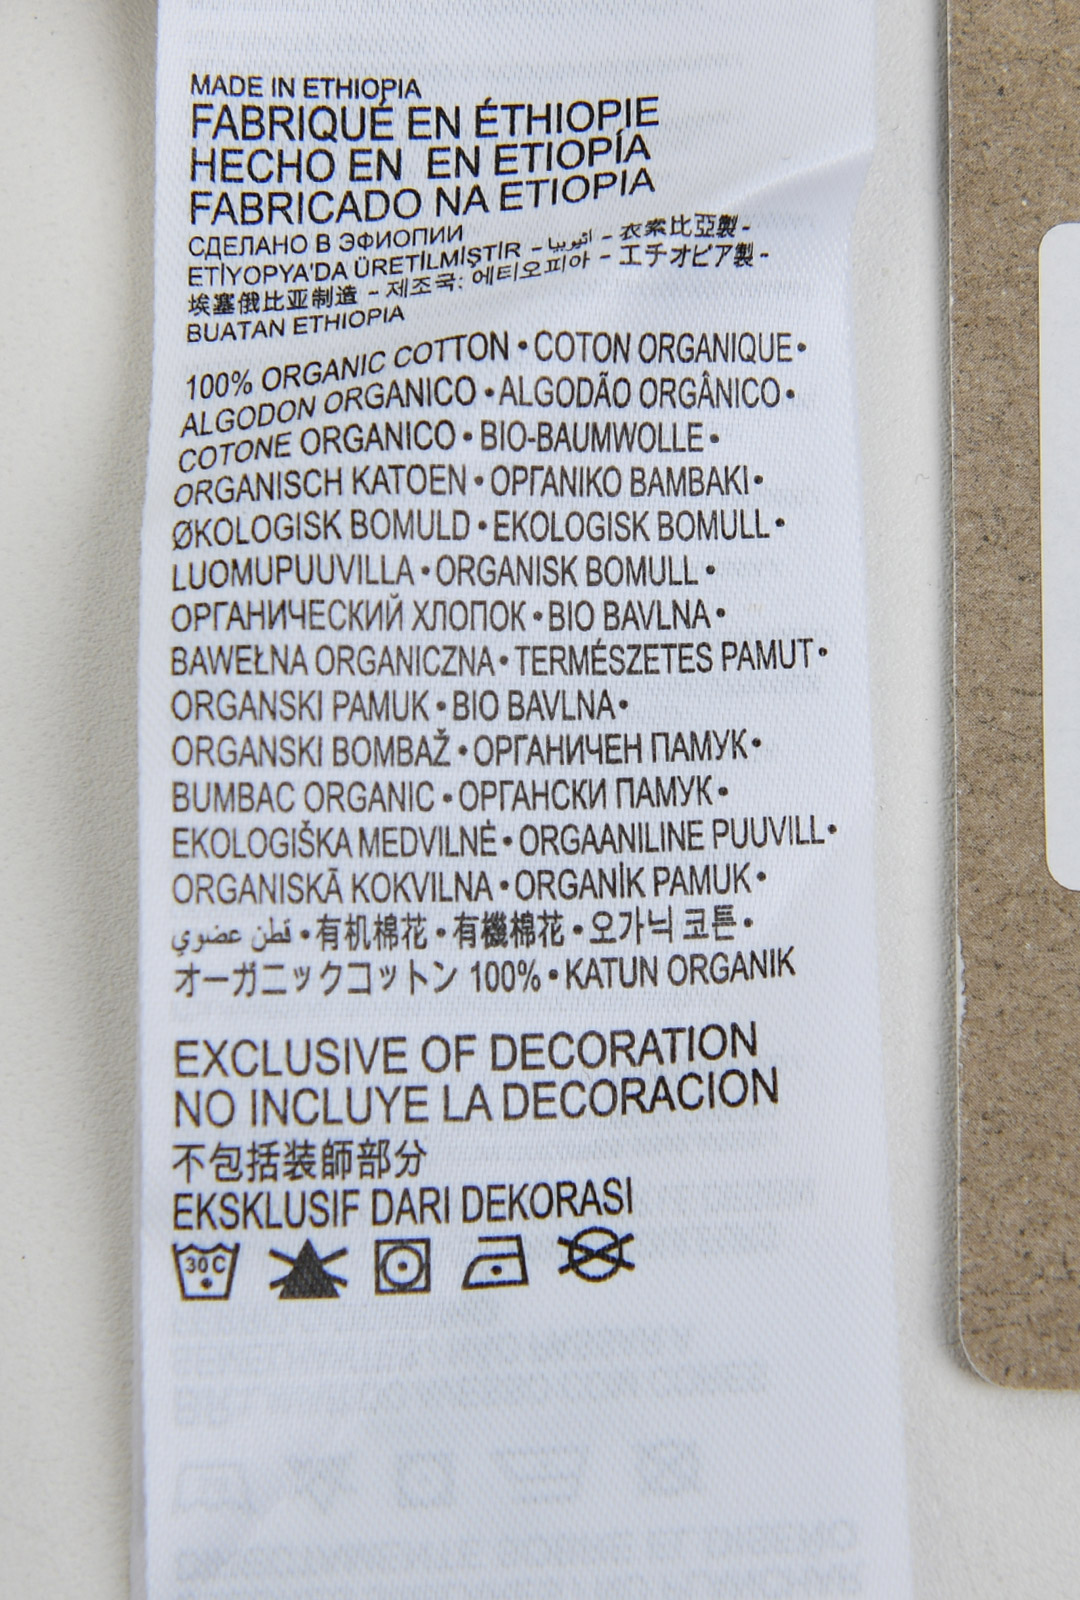 MADE IN ETHIOPIA
FABRIQUÉ EN ÉTHIOPIE
HECHO EN EN ETIOPÍA
FABRICADO NA ETIOPIA
СДЕЛАНО В ЭФИОПИИ
ETİYOPYA'DA ÜRETİLMİŞTİR - اثيوبيا - 衣索比亞製 -
埃塞俄比亚制造 - 제조국: 에티오피아 - エチオピア製 -
BUATAN ETHIOPIA
100% ORGANIC COTTON • COTON ORGANIQUE •
ALGODON ORGANICO • ALGODÃO ORGÂNICO •
COTONE ORGANICO • BIO-BAUMWOLLE •
ORGANISCH KATOEN • ΟΡΓΑΝΙΚΟ ΒΑΜΒΑΚΙ •
ØKOLOGISK BOMULD • EKOLOGISK BOMULL •
LUOMUPUUVILLA • ORGANISK BOMULL •
ОРГАНИЧЕСКИЙ ХЛОПОК • BIO BAVLNA •
BAWEŁNA ORGANICZNA • TERMÉSZETES PAMUT •
ORGANSKI PAMUK • BIO BAVLNA •
ORGANSKI BOMBAŽ • ОРГАНИЧЕН ПАМУК •
BUMBAC ORGANIC • ОРГАНСКИ ПАМУК •
EKOLOGIŠKA MEDVILNĖ • ORGAANILINE PUUVILL •
ORGANISKĀ KOKVILNA • ORGANİK PAMUK •
قطن عضوي • 有机棉花 • 有機棉花 • 오가닉 코튼 •
オーガニックコットン 100% • KATUN ORGANIK
EXCLUSIVE OF DECORATION
NO INCLUYE LA DECORACION
不包括装師部分
EKSKLUSIF DARI DEKORASI
30 C